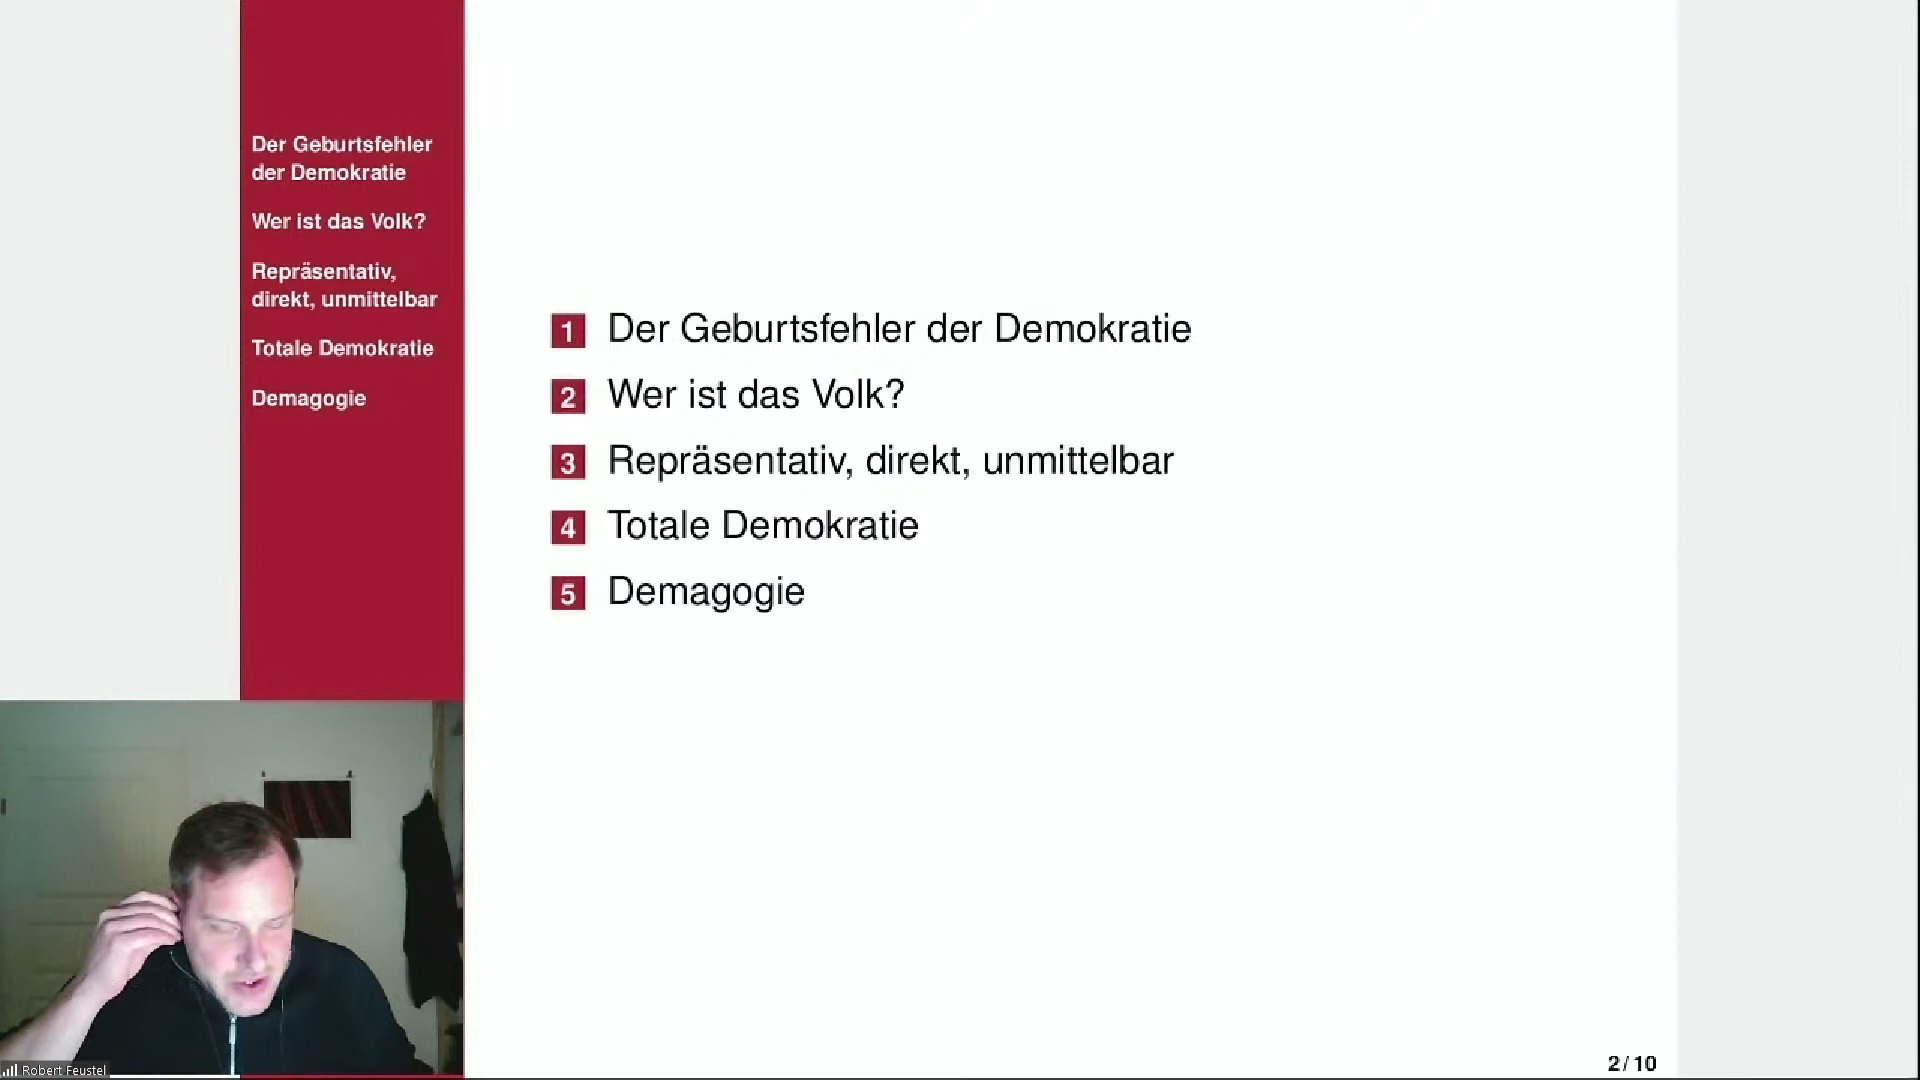 Der Geburtsfehler
der Demokratie
Wer ist das Volk?
Repräsentativ,
direkt, unmittelbar
Totale Demokratie
Demagogie
1 Der Geburtsfehler der Demokratie
2 Wer ist das Volk?
3 Repräsentativ, direkt, unmittelbar
4 Totale Demokratie
5 Demagogie
Robert Feustel
2 / 10